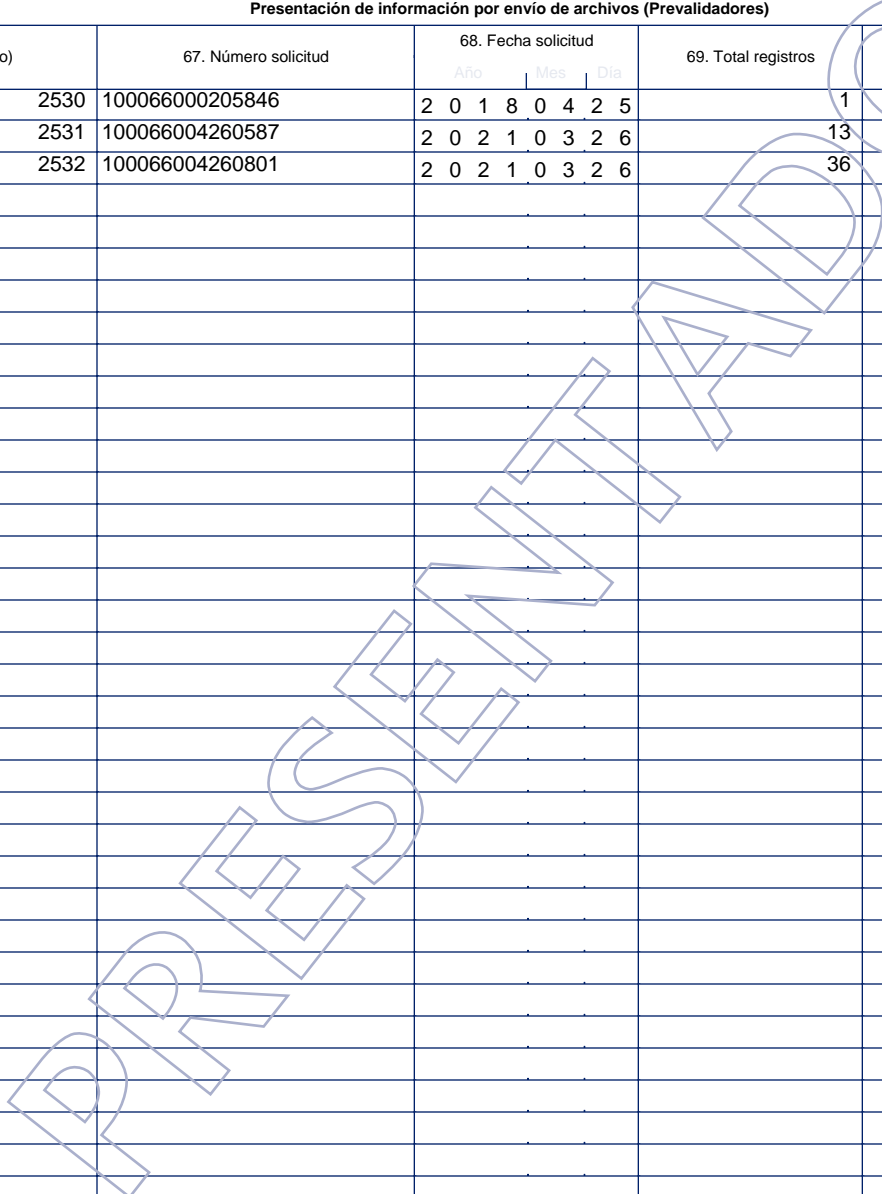 Presentación de información por envío de archivos (Prevalidadores)
o) 67. Número solicitud 68. Fecha solicitud 69. Total registros
Año Mes Día
2530 100066000205846 2 0 1 8 0 4 2 5 1
2531 100066004260587 2 0 2 1 0 3 2 6 13
2532 100066004260801 2 0 2 1 0 3 2 6 36
PRESENTADO